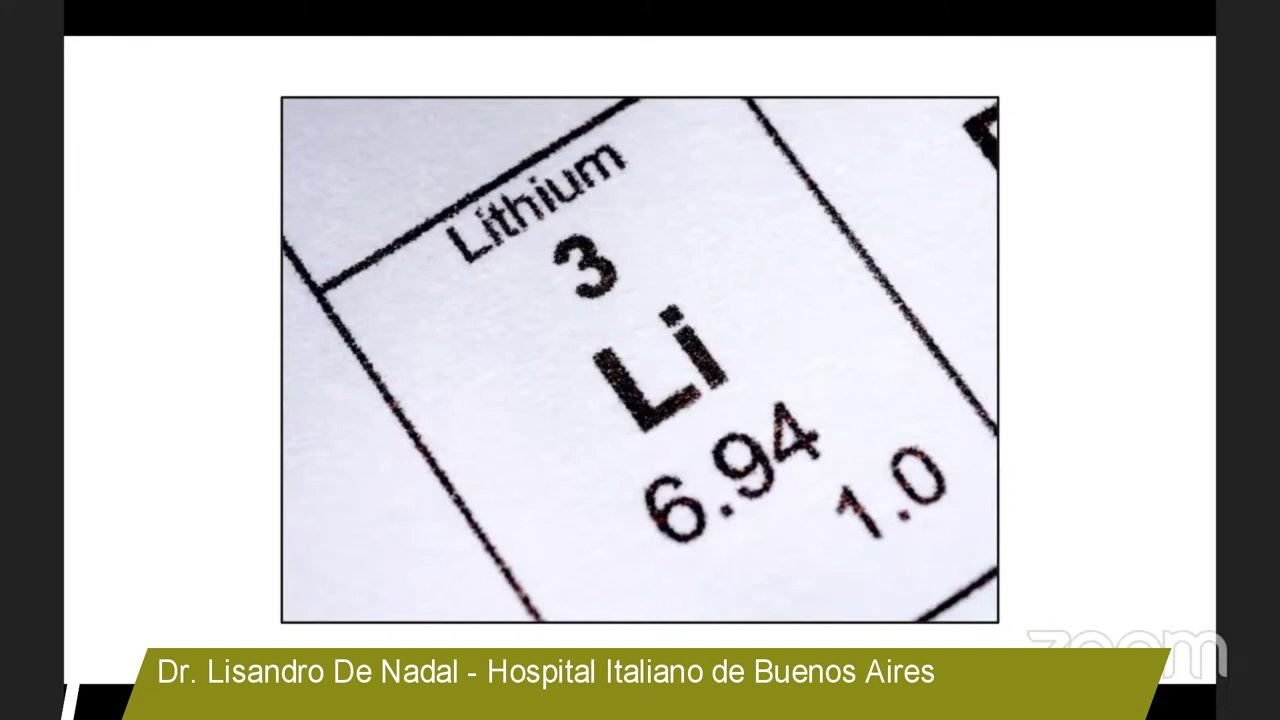 Lithium
3
Li
6.94
1.0
zoom
Dr. Lisandro De Nadal - Hospital Italiano de Buenos Aires